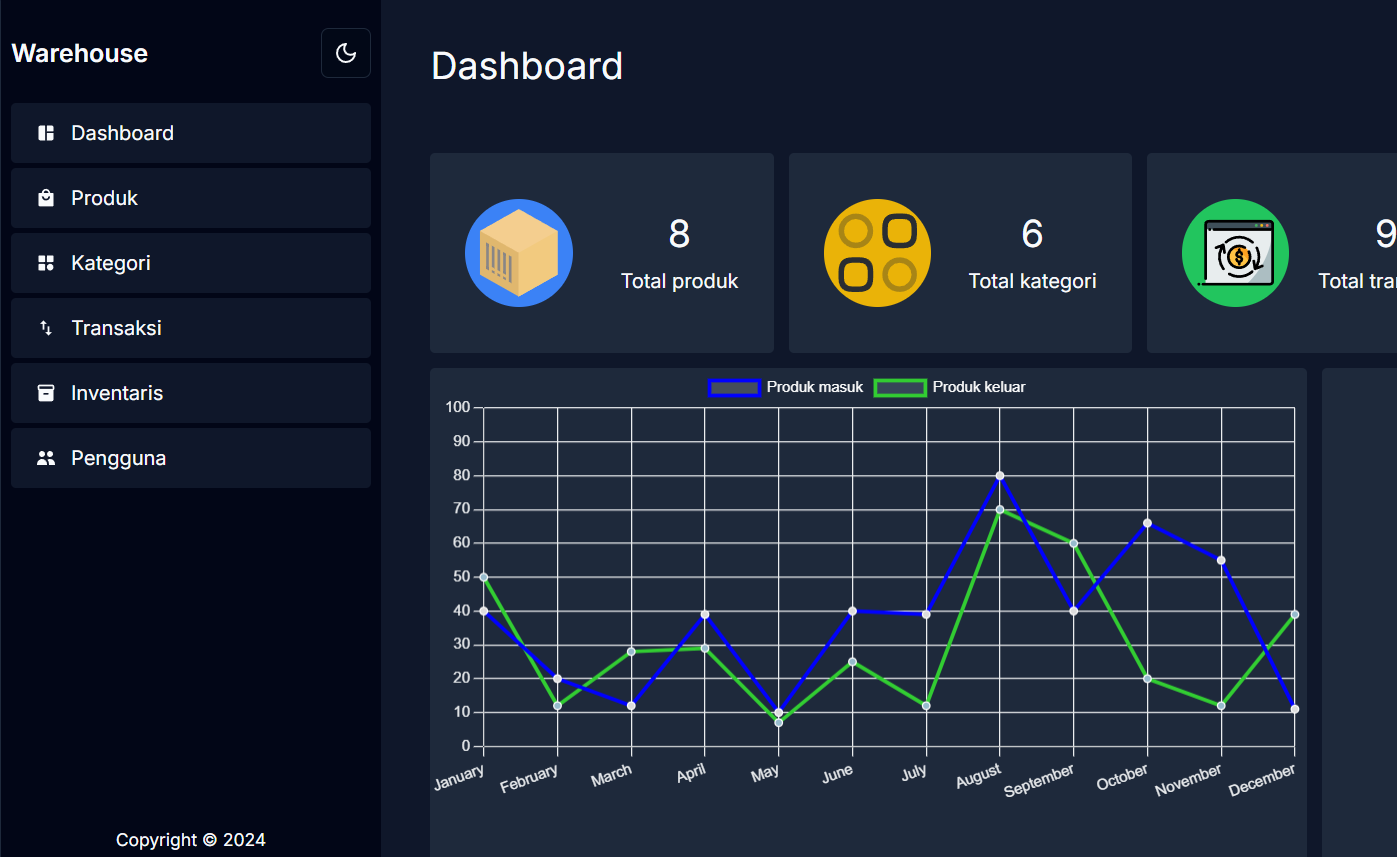 Warehouse
Dashboard
Produk
Kategori
Transaksi
Inventaris
Pengguna
Copyright © 2024
Dashboard
8
Total produk
6
Total kategori
9
Total tra
Produk masuk
Produk keluar
100
90
80
70
60
50
40
30
20
10
0
January
February
March
April
May
June
July
August
September
October
November
December